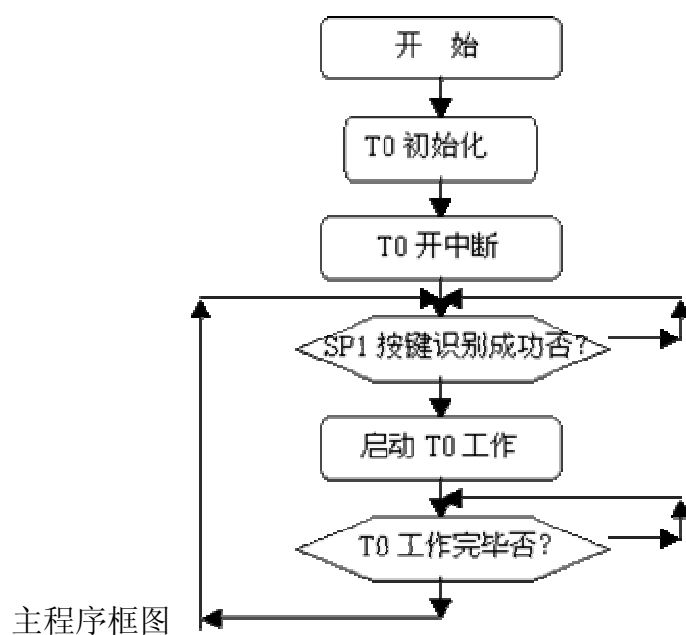 开 始
T0 初始化
T0 开中断
SP1 按键识别成功否?
启动 T0 工作
T0 工作完毕否?
主程序框图